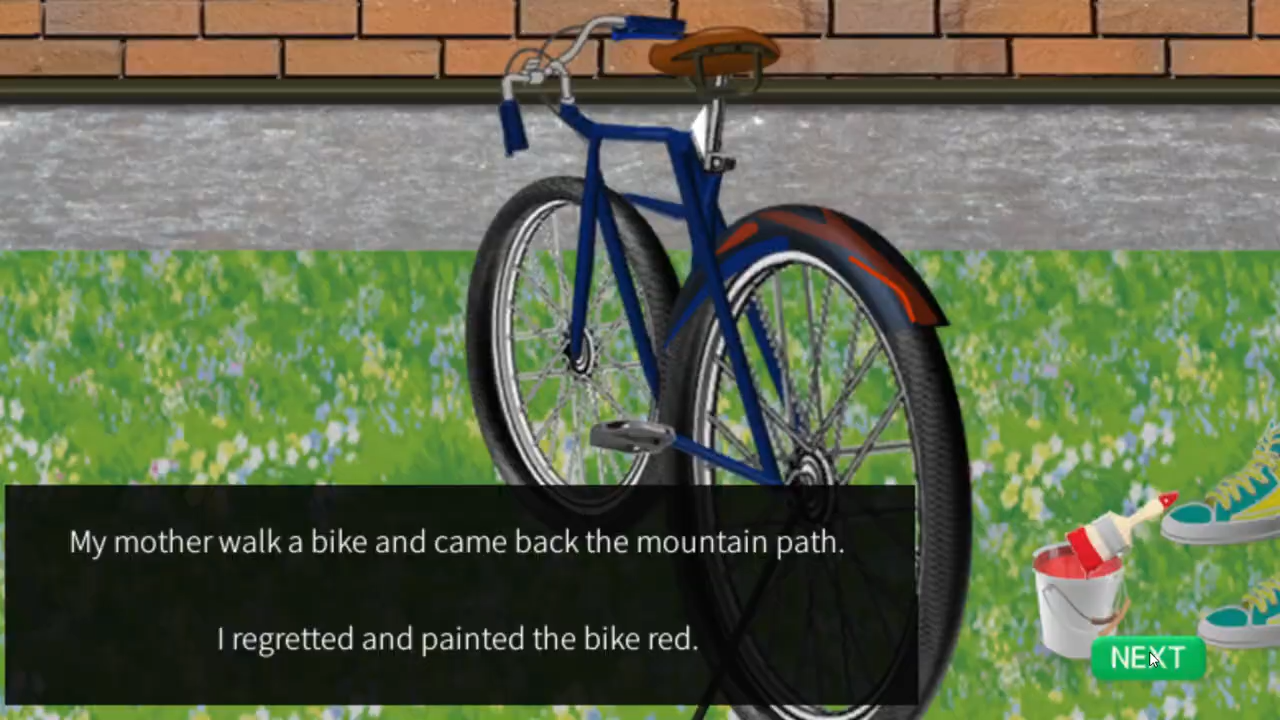 My mother walk a bike and came back the mountain path.
I regretted and painted the bike red.
NEXT